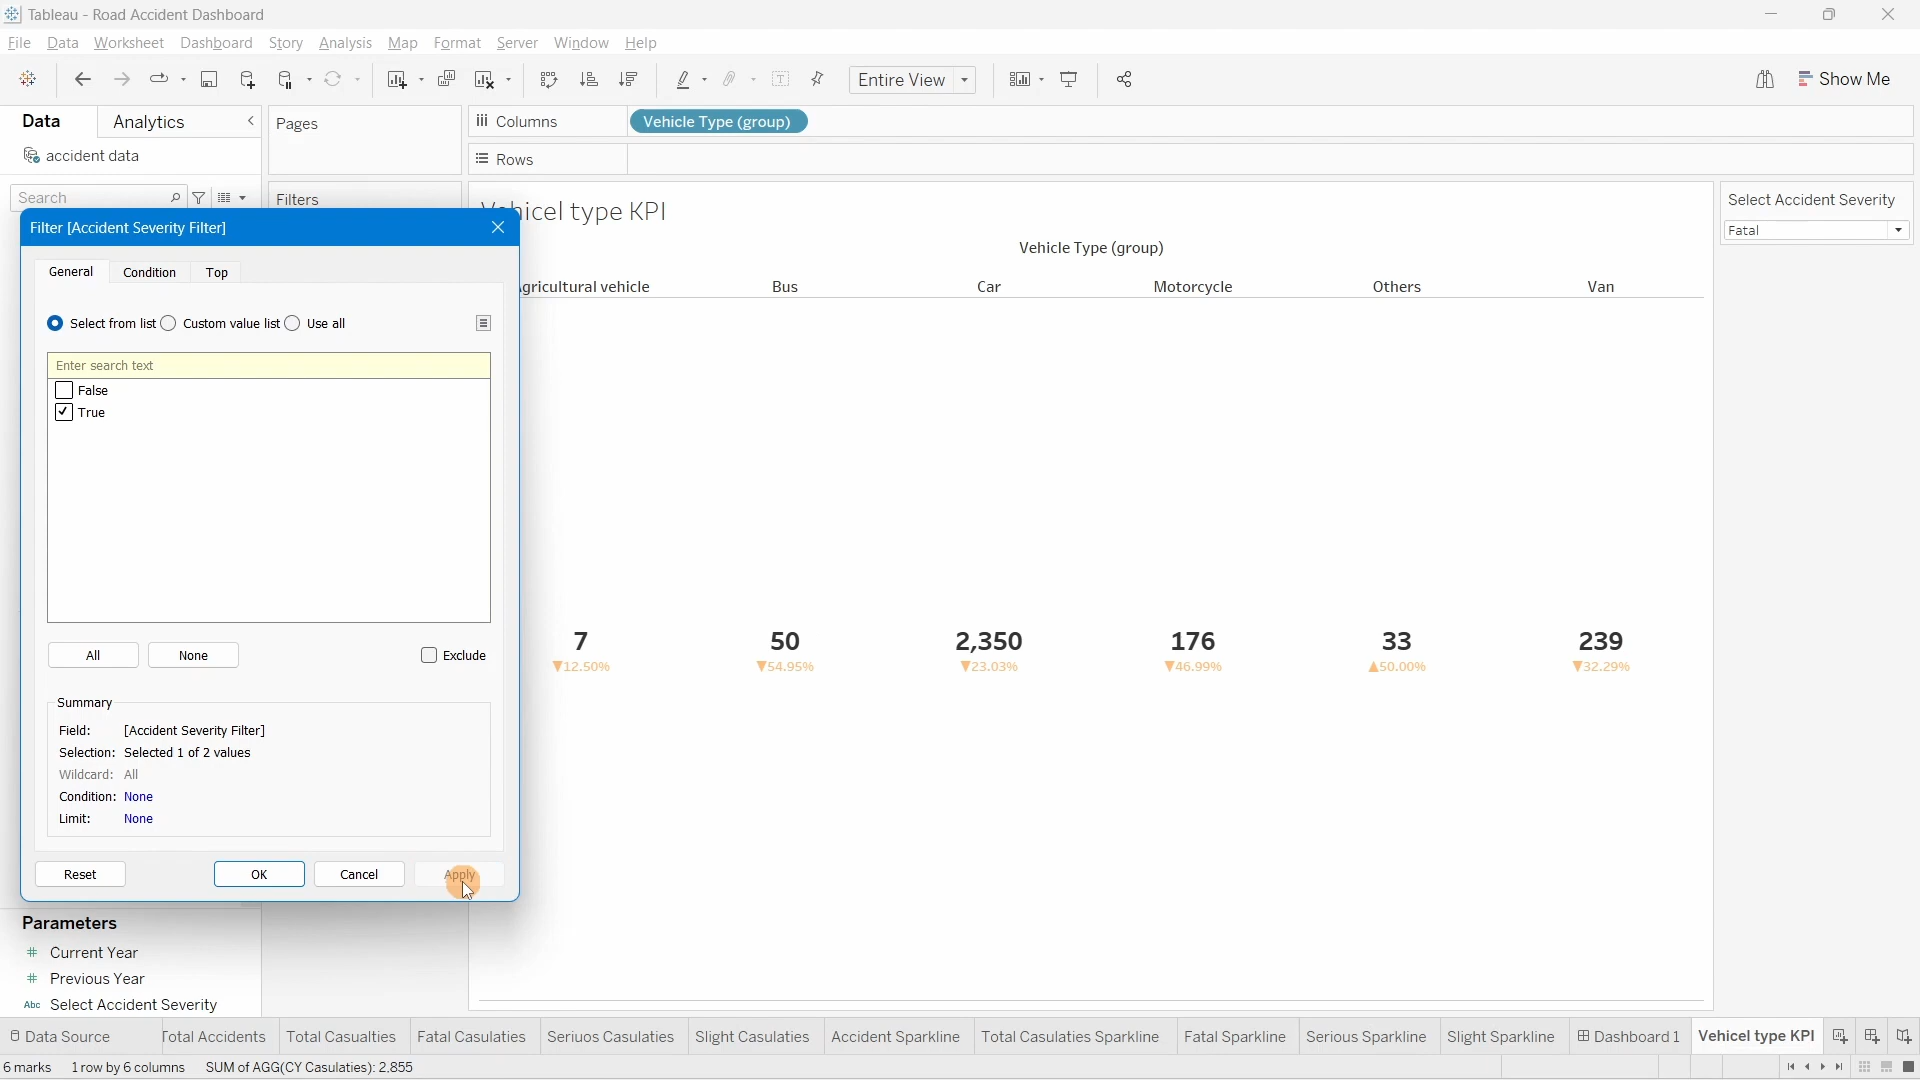 Tableau - Road Accident Dashboard
File Data Worksheet Dashboard Story Analysis Map Format Server Window Help
Entire View
Show Me
Data
Analytics
accident data
Search
Pages
Filters
Columns
Vehicle Type (group)
Rows
Vehicel type KPI
Vehicle Type (group)
Agricultural vehicle Bus Car Motorcycle Others Van
7 50 2,350 176 33 239
▼12.50% ▼54.95% ▼23.03% ▼46.99% ▲50.00% ▼32.29%
Select Accident Severity
Fatal
Filter [Accident Severity Filter]
General Condition Top
Select from list Custom value list Use all
Enter search text
False
True
All None Exclude
Summary
Field: [Accident Severity Filter]
Selection: Selected 1 of 2 values
Wildcard: All
Condition: None
Limit: None
Reset OK Cancel Apply
Parameters
# Current Year
# Previous Year
Abc Select Accident Severity
Data Source Total Accidents Total Casualties Fatal Casulaties Seriuos Casulaties Slight Casulaties Accident Sparkline Total Casulaties Sparkline Fatal Sparkline Serious Sparkline Slight Sparkline Dashboard 1 Vehicel type KPI
6 marks 1 row by 6 columns SUM of AGG(CY Casulaties): 2,855